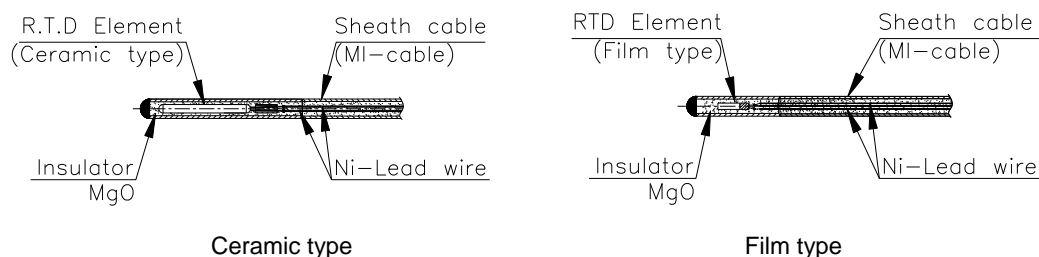 R.T.D Element
(Ceramic type)
Sheath cable
(MI-cable)
Insulator
MgO
Ni-Lead wire
Ceramic type
RTD Element
(Film type)
Sheath cable
(MI-cable)
Insulator
MgO
Ni-Lead wire
Film type